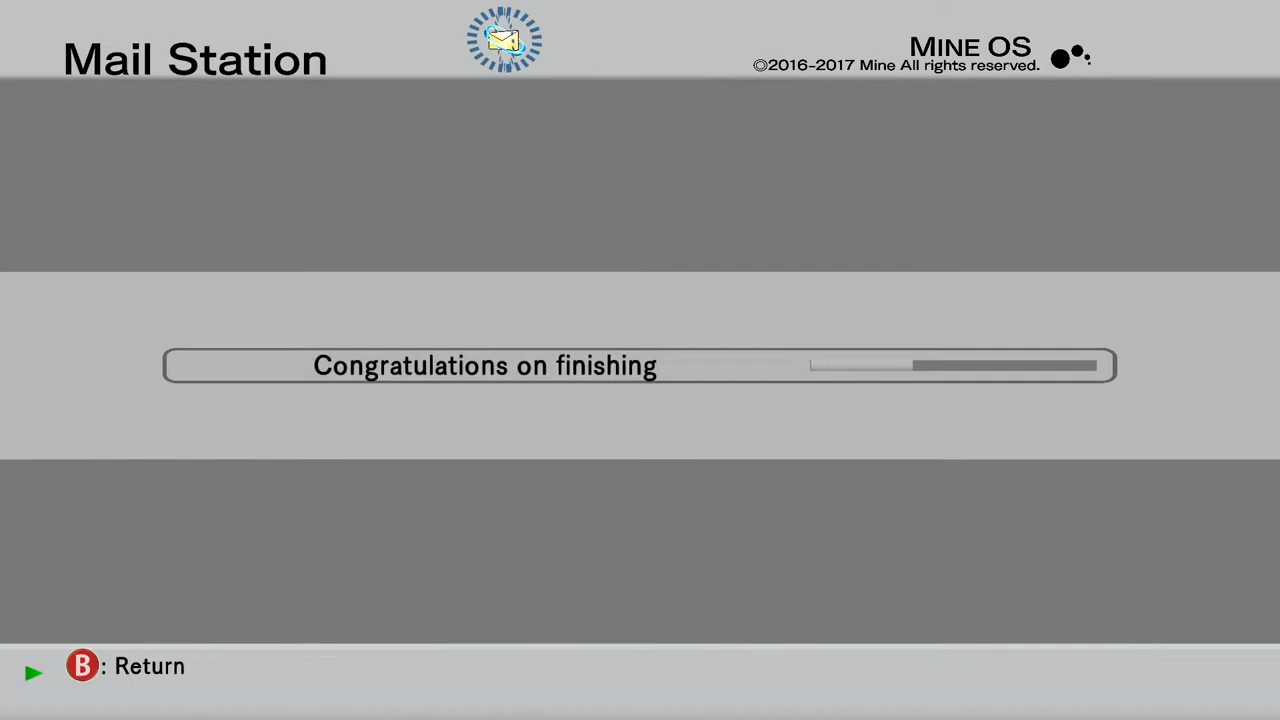 Mail Station
MINE OS
©2016-2017 Mine All rights reserved.
Congratulations on finishing
B: Return